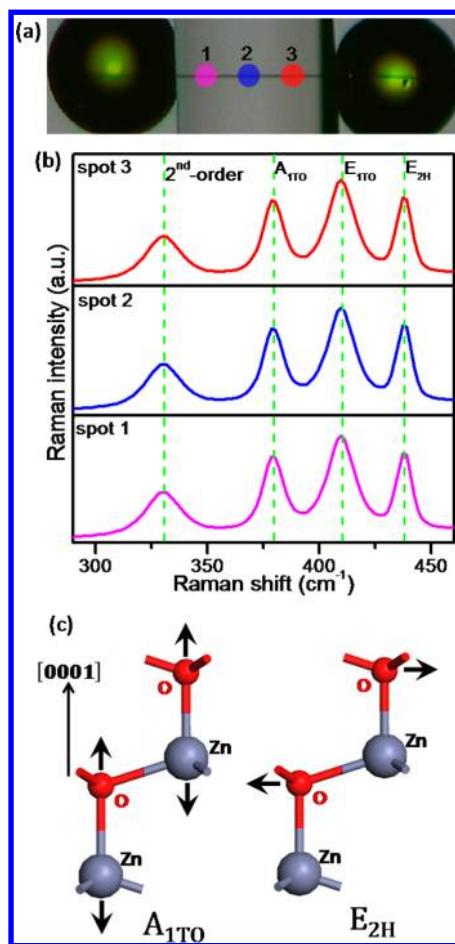 (a)
1 2 3
(b)
spot 3
2nd-order A1TO E1TO E2H
spot 2
spot 1
Raman intensity (a.u.)
300 350 400 450
Raman shift (cm-1)
(c)
[0001]
O O
Zn Zn
O O
Zn Zn
A1TO E2H